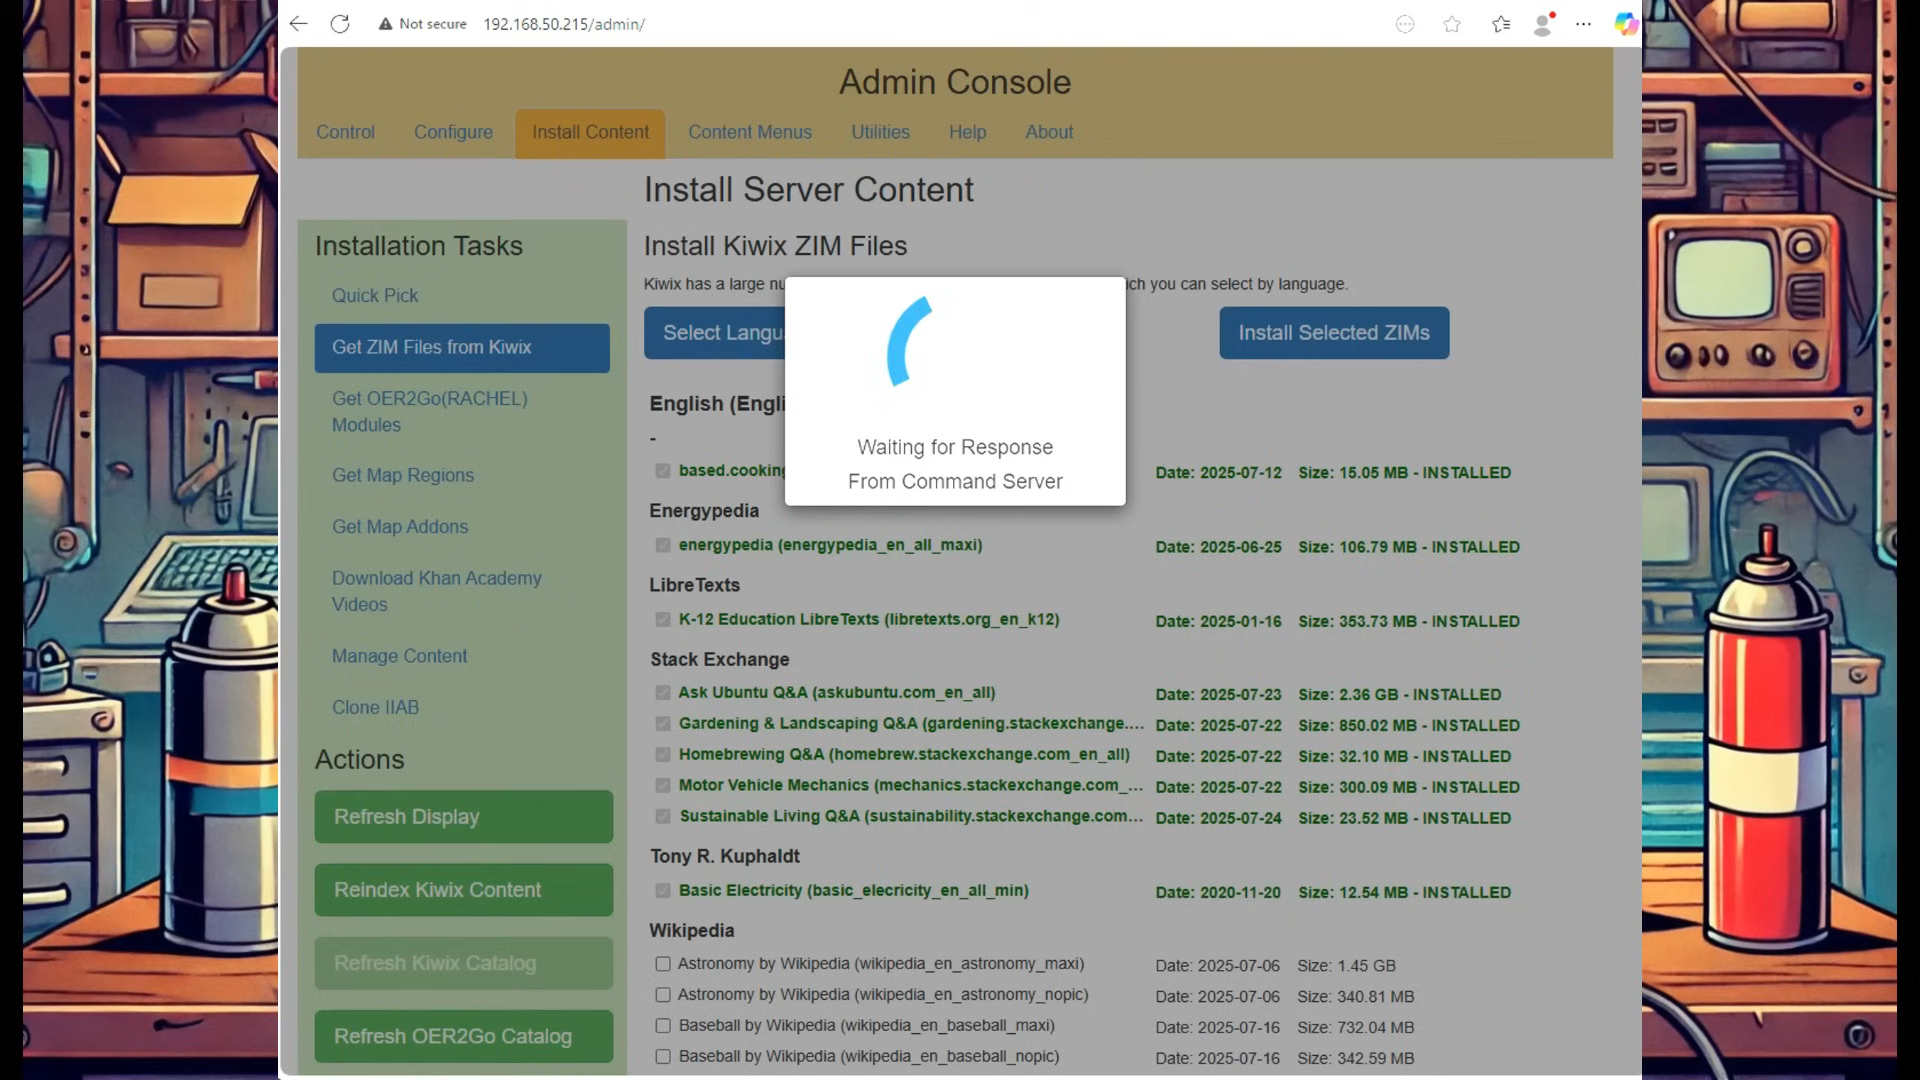 Not secure 192.168.50.215/admin/
Admin Console
Control Configure Install Content Content Menus Utilities Help About
Install Server Content
Installation Tasks
Quick Pick
Get ZIM Files from Kiwix
Get OER2Go(RACHEL)
Modules
Get Map Regions
Get Map Addons
Download Khan Academy
Videos
Manage Content
Clone IIAB
Actions
Refresh Display
Reindex Kiwix Content
Refresh Kiwix Catalog
Refresh OER2Go Catalog
Install Kiwix ZIM Files
Kiwix has a large which you can select by language.
Select Install Selected ZIMs
Waiting for Response
From Command Server
English
-
based.cooking Date: 2025-07-12 Size: 15.05 MB - INSTALLED
Energypedia
energypedia (energypedia_en_all_maxi) Date: 2025-06-25 Size: 106.79 MB - INSTALLED
LibreTexts
K-12 Education LibreTexts (libretexts.org_en_k12) Date: 2025-01-16 Size: 353.73 MB - INSTALLED
Stack Exchange
Ask Ubuntu Q&A (askubuntu.com_en_all) Date: 2025-07-23 Size: 2.36 GB - INSTALLED
Gardening & Landscaping Q&A (gardening.stackexchange.... Date: 2025-07-22 Size: 850.02 MB - INSTALLED
Homebrewing Q&A (homebrew.stackexchange.com_en_all) Date: 2025-07-22 Size: 32.10 MB - INSTALLED
Motor Vehicle Mechanics (mechanics.stackexchange.com_... Date: 2025-07-22 Size: 300.09 MB - INSTALLED
Sustainable Living Q&A (sustainability.stackexchange.com... Date: 2025-07-24 Size: 23.52 MB - INSTALLED
Tony R. Kuphaldt
Basic Electricity (basic_elecricity_en_all_min) Date: 2020-11-20 Size: 12.54 MB - INSTALLED
Wikipedia
Astronomy by Wikipedia (wikipedia_en_astronomy_maxi) Date: 2025-07-06 Size: 1.45 GB
Astronomy by Wikipedia (wikipedia_en_astronomy_nopic) Date: 2025-07-06 Size: 340.81 MB
Baseball by Wikipedia (wikipedia_en_baseball_maxi) Date: 2025-07-16 Size: 732.04 MB
Baseball by Wikipedia (wikipedia_en_baseball_nopic) Date: 2025-07-16 Size: 342.59 MB